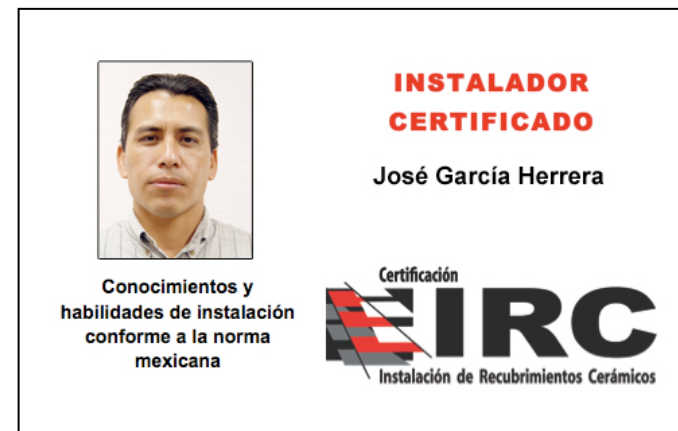 INSTALADOR
CERTIFICADO
José García Herrera
Conocimientos y
habilidades de instalación
conforme a la norma
mexicana
Certificación
EIRC
Instalación de Recubrimientos Cerámicos